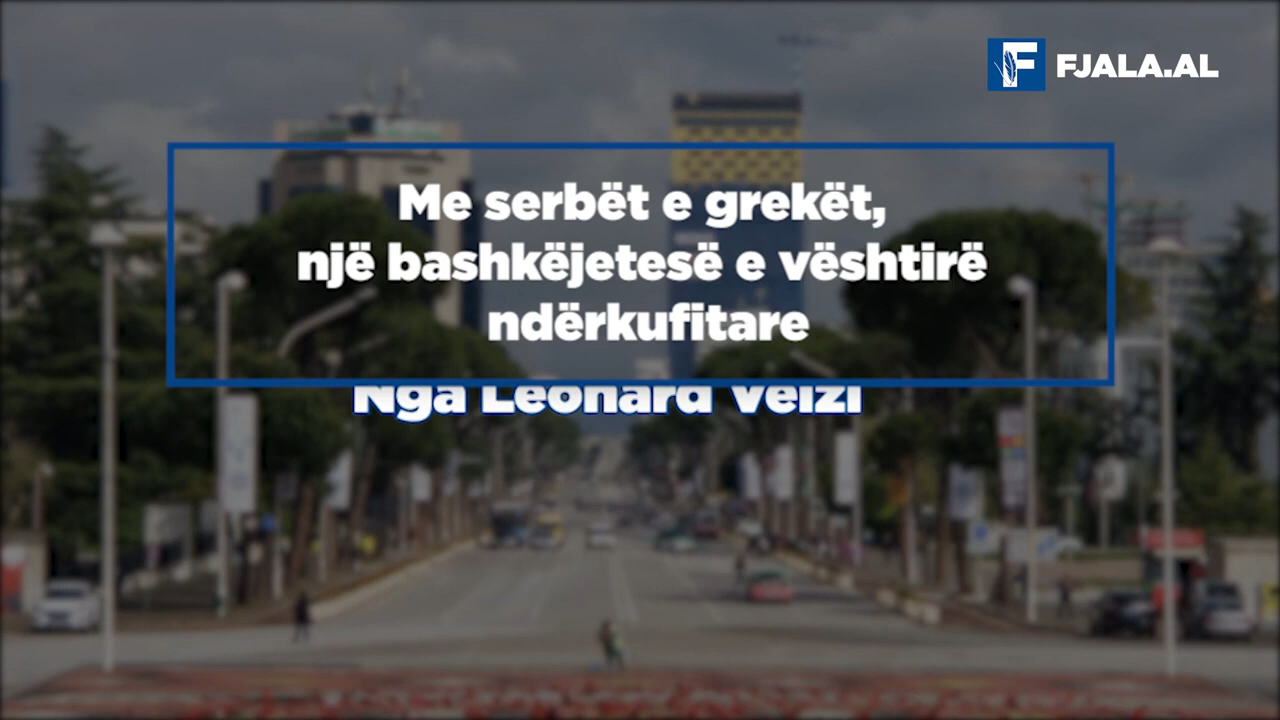 FJALA.AL
Me serbët e grekët,
një bashkëjetesë e vështirë
ndërkufitare
Nga Leonard Veizi